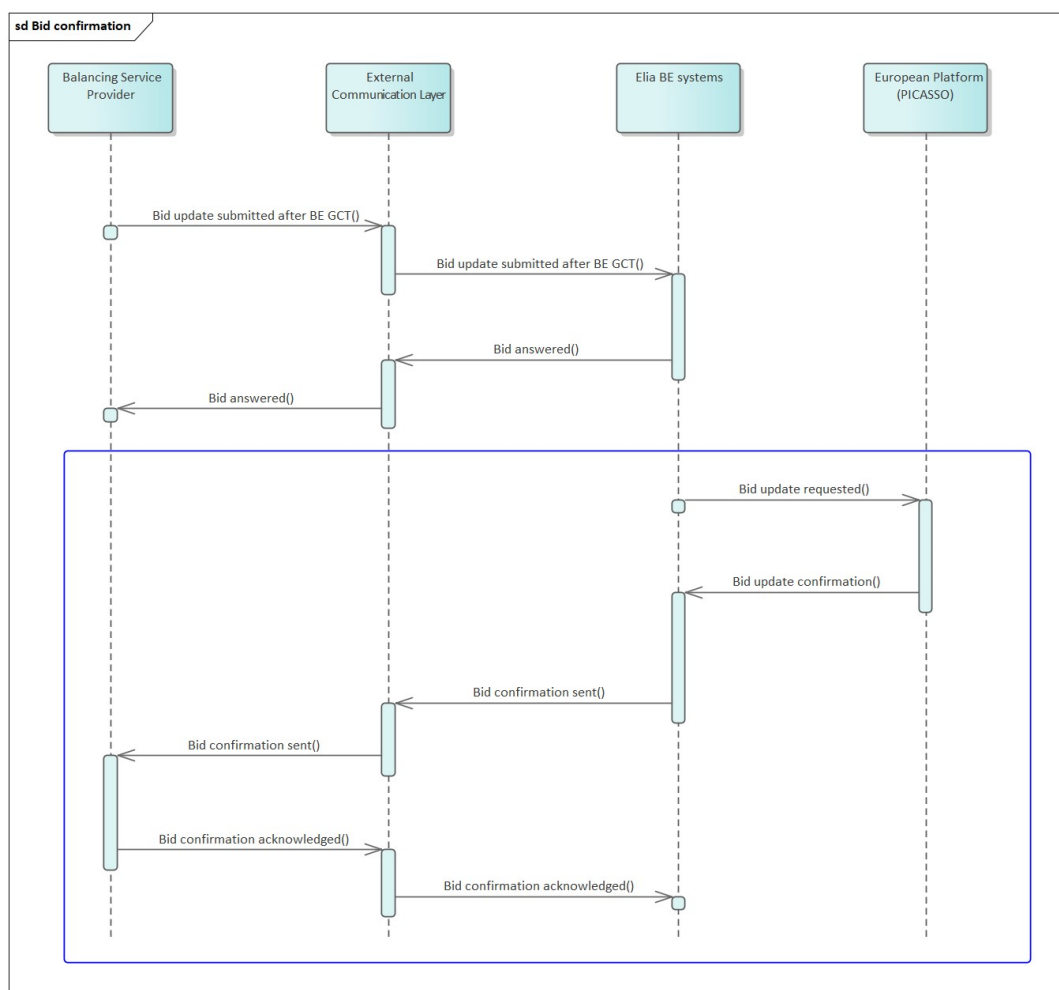 sd Bid confirmation
Balancing Service
Provider
External
Communication Layer
Elia BE systems
European Platform
(PICASSO)
Bid update submitted after BE GCT()
Bid update submitted after BE GCT()
Bid answered()
Bid answered()
Bid update requested()
Bid update confirmation()
Bid confirmation sent()
Bid confirmation sent()
Bid confirmation acknowledged()
Bid confirmation acknowledged()